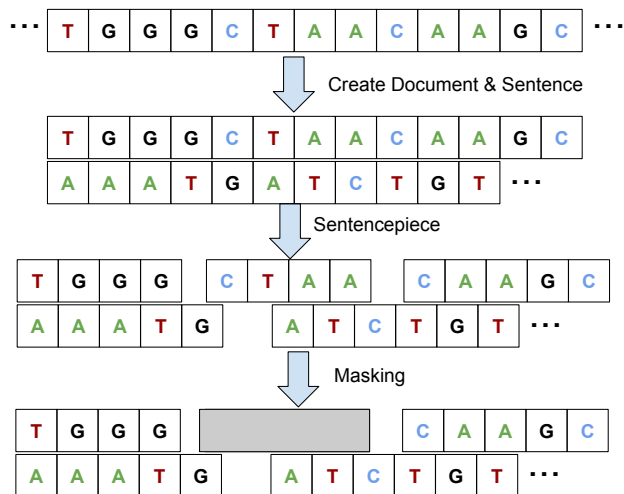 ... T G G G C T A A C A A G C ...
Create Document & Sentence
T G G G C T A A C A A G C
A A A T G A T C T G T ...
Sentencepiece
T G G G C T A A C A A G C
A A A T G A T C T G T ...
Masking
T G G G C A A G C
A A A T G A T C T G T ...